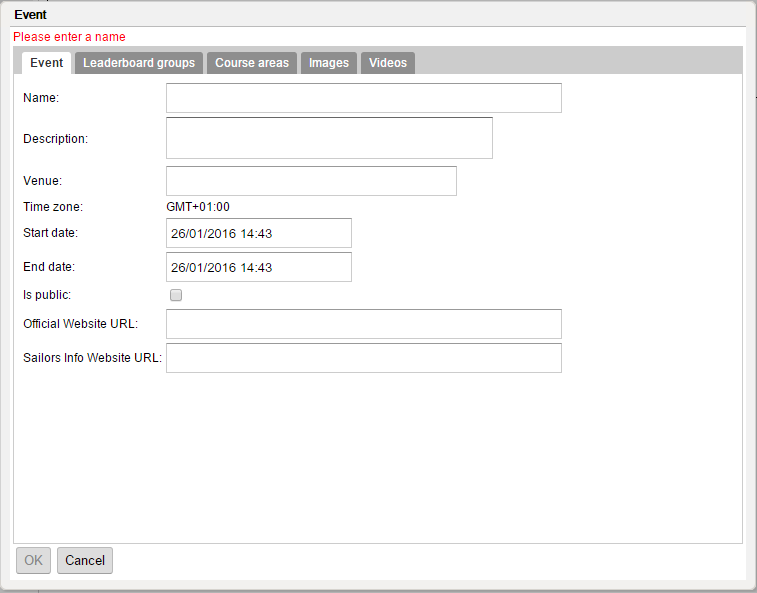 Event
Please enter a name
Event Leaderboard groups Course areas Images Videos
Name:
Description:
Venue:
Time zone: GMT+01:00
Start date: 26/01/2016 14:43
End date: 26/01/2016 14:43
Is public:
Official Website URL:
Sailors Info Website URL:
OK Cancel